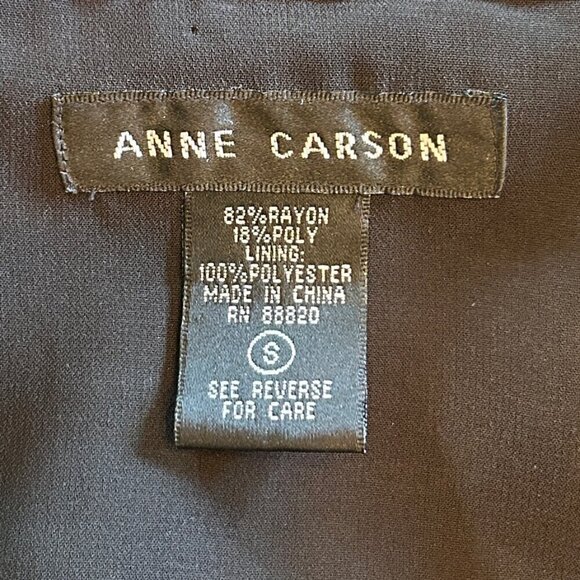 ANNE CARSON
82%RAYON
18%POLY
LINING:
100%POLYESTER
MADE IN CHINA
RN 88820
S
SEE REVERSE
FOR CARE